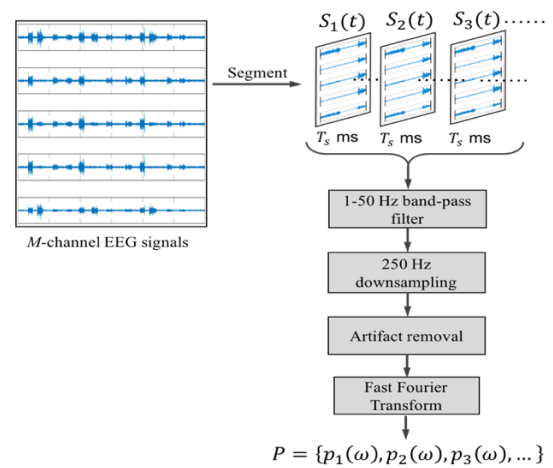 S₁(t) S₂(t) S₃(t) ......
Segment
Tₛ ms Tₛ ms Tₛ ms
M-channel EEG signals
1-50 Hz band-pass
filter
250 Hz
downsampling
Artifact removal
Fast Fourier
Transform
P = {p₁(ω), p₂(ω), p₃(ω), ... }